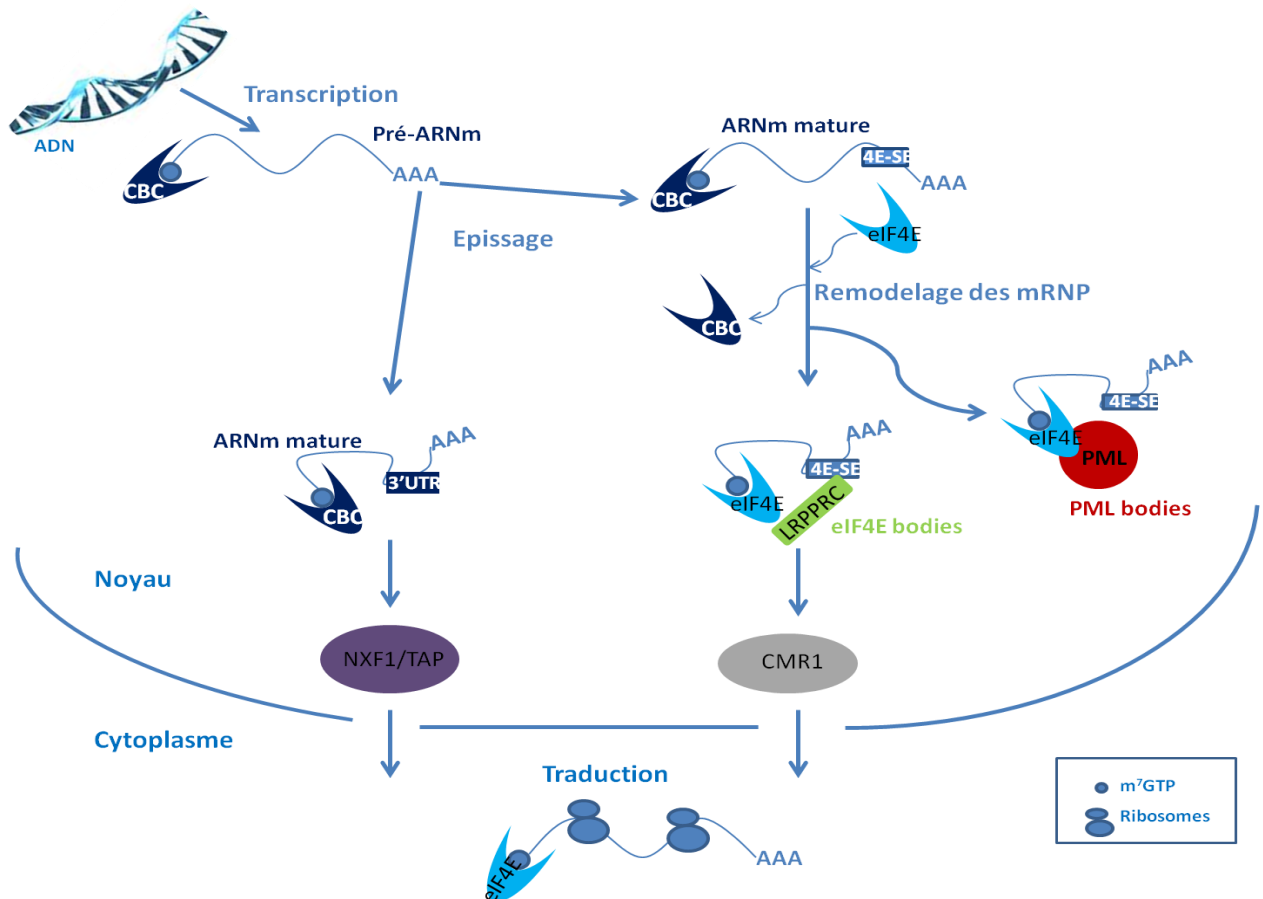 Transcription
ADN
Pré-ARNm
CBC
AAA
ARNm mature
4E-SE
CBC
AAA
Epissage
eIF4E
Remodelage des mRNP
CBC
AAA
4E-SE
eIF4E
PML
PML bodies
ARNm mature
AAA
3'UTR
CBC
AAA
4E-SE
eIF4E
LRPPRC
eIF4E bodies
Noyau
NXF1/TAP
CMR1
Cytoplasme
Traduction
m⁷GTP
Ribosomes
AAA
eIF4E